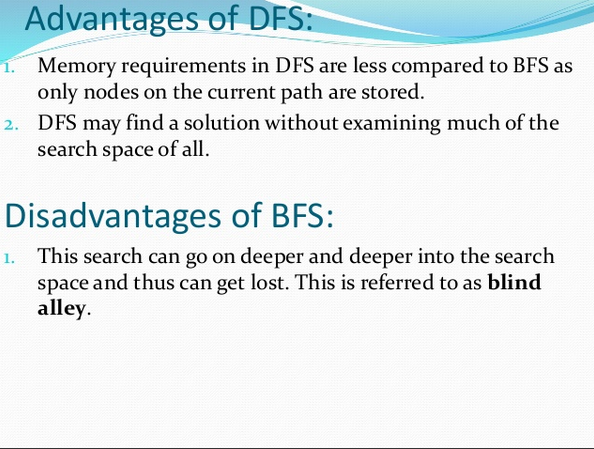 Advantages of DFS:
1. Memory requirements in DFS are less compared to BFS as
only nodes on the current path are stored.
2. DFS may find a solution without examining much of the
search space of all.
Disadvantages of BFS:
1. This search can go on deeper and deeper into the search
space and thus can get lost. This is referred to as blind
alley.